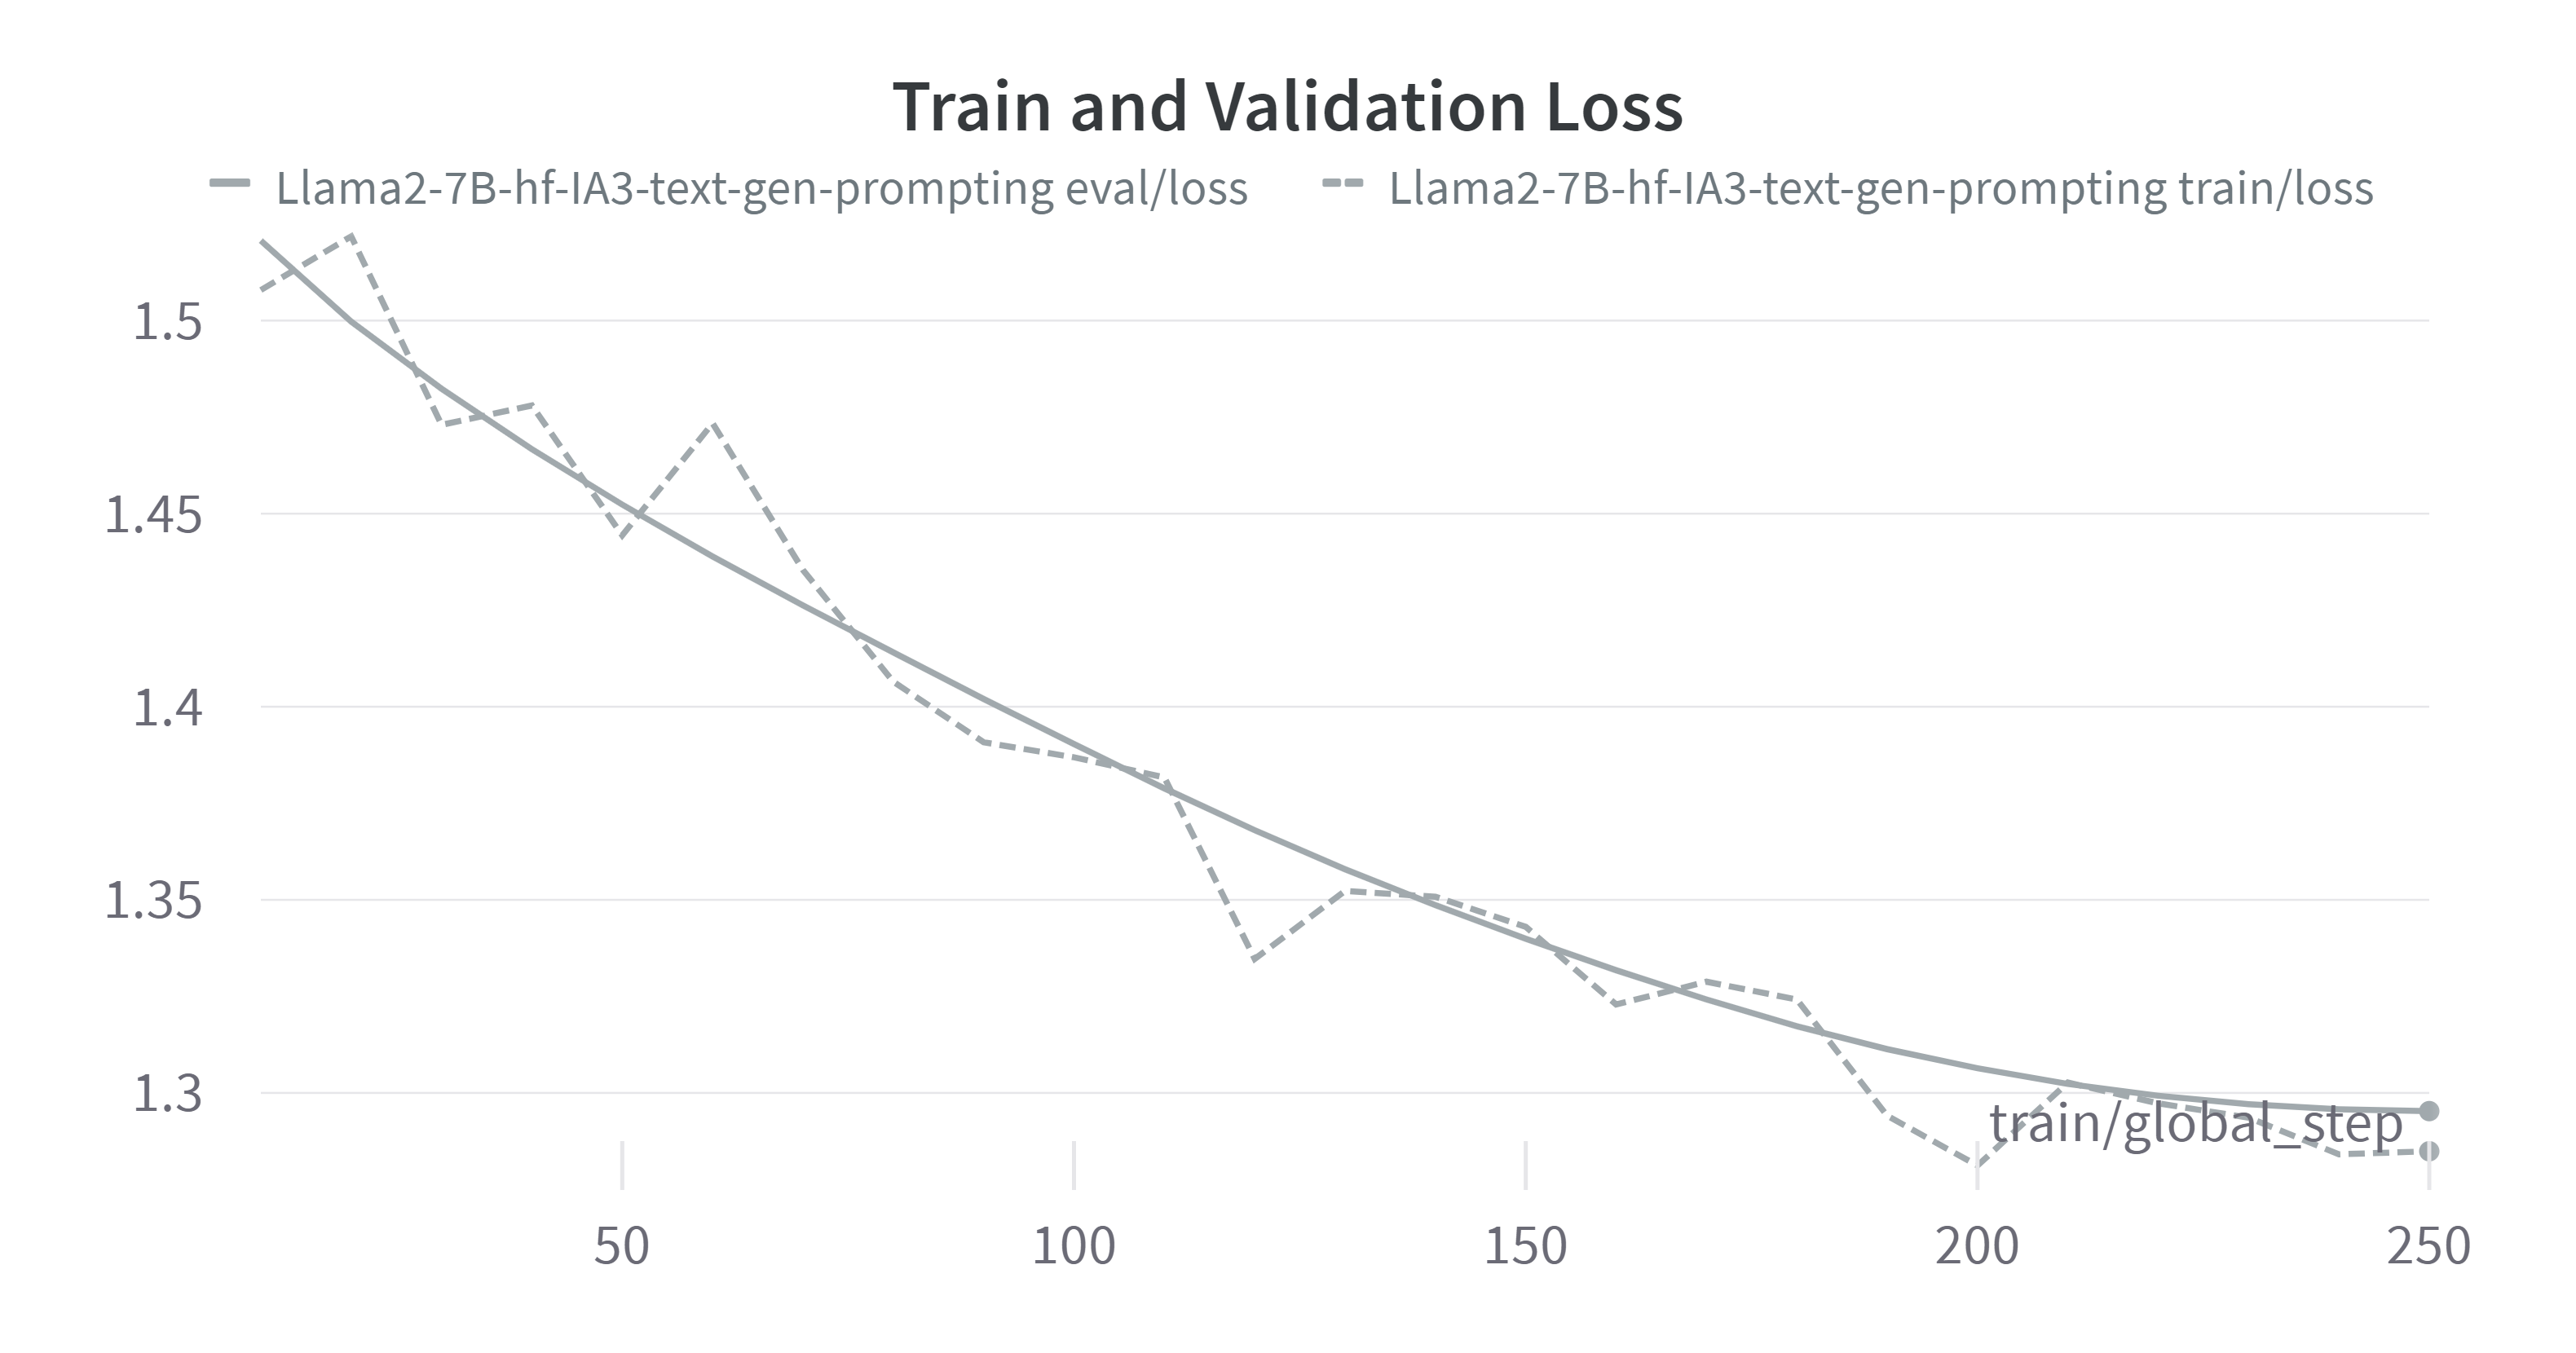 Train and Validation Loss
Llama2-7B-hf-IA3-text-gen-prompting eval/loss Llama2-7B-hf-IA3-text-gen-prompting train/loss
1.5
1.45
1.4
1.35
1.3
train/global_step
50 100 150 200 250